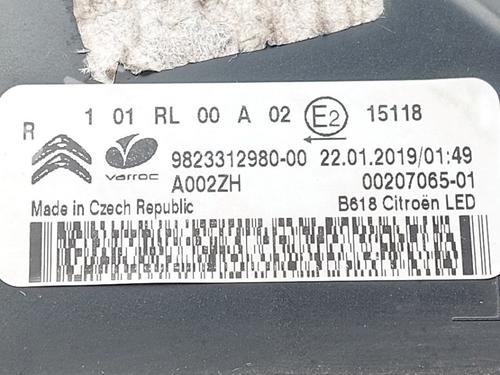 R 1 01 RL 00 A 02 E2 15118
varroc
9823312980-00 22.01.2019/01:49
A002ZH 00207065-01
Made in Czech Republic B618 Citroën LED